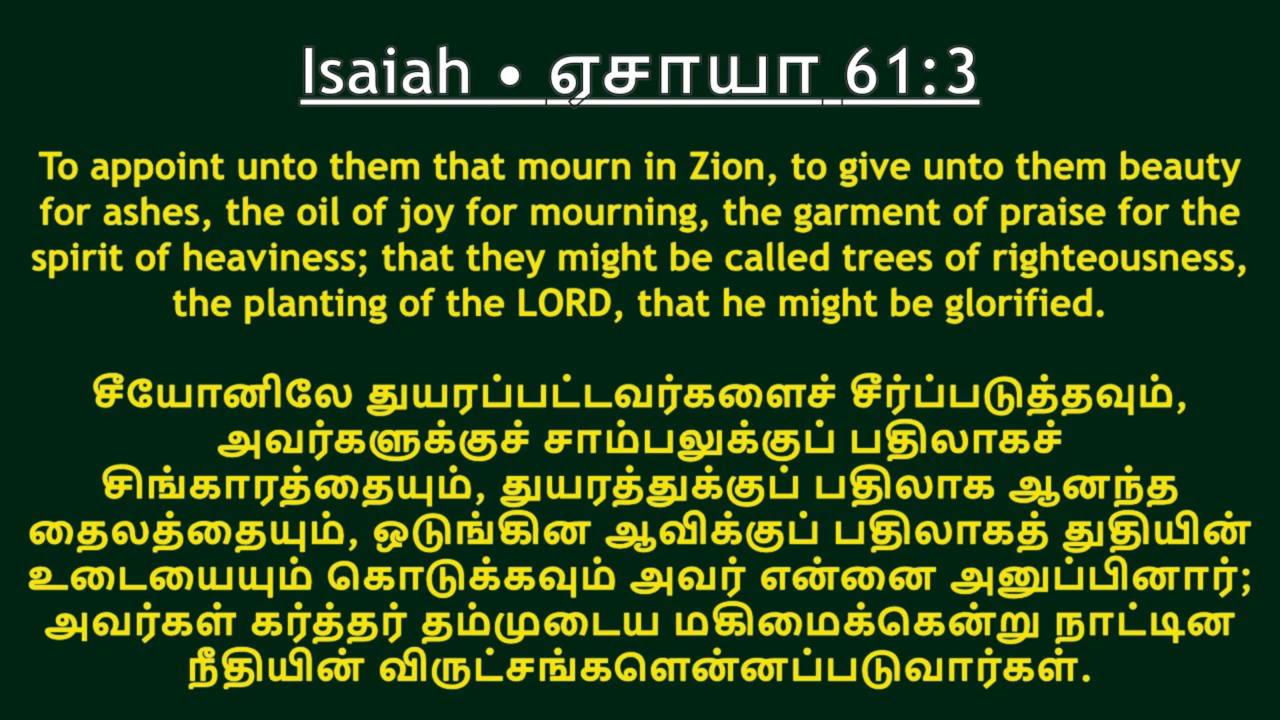 Isaiah • ஏசாயா 61:3
To appoint unto them that mourn in Zion, to give unto them beauty
for ashes, the oil of joy for mourning, the garment of praise for the
spirit of heaviness; that they might be called trees of righteousness,
the planting of the LORD, that he might be glorified.
சீயோனிலே துயரப்பட்டவர்களைச் சீர்ப்படுத்தவும்,
அவர்களுக்குச் சாம்பலுக்குப் பதிலாகச்
சிங்காரத்தையும், துயரத்துக்குப் பதிலாக ஆனந்த
தைலத்தையும், ஒடுங்கின ஆவிக்குப் பதிலாகத் துதியின்
உடையையும் கொடுக்கவும் அவர் என்னை அனுப்பினார்;
அவர்கள் கர்த்தர் தம்முடைய மகிமைக்கென்று நாட்டின
நீதியின் விருட்சங்களென்னப்படுவார்கள்.